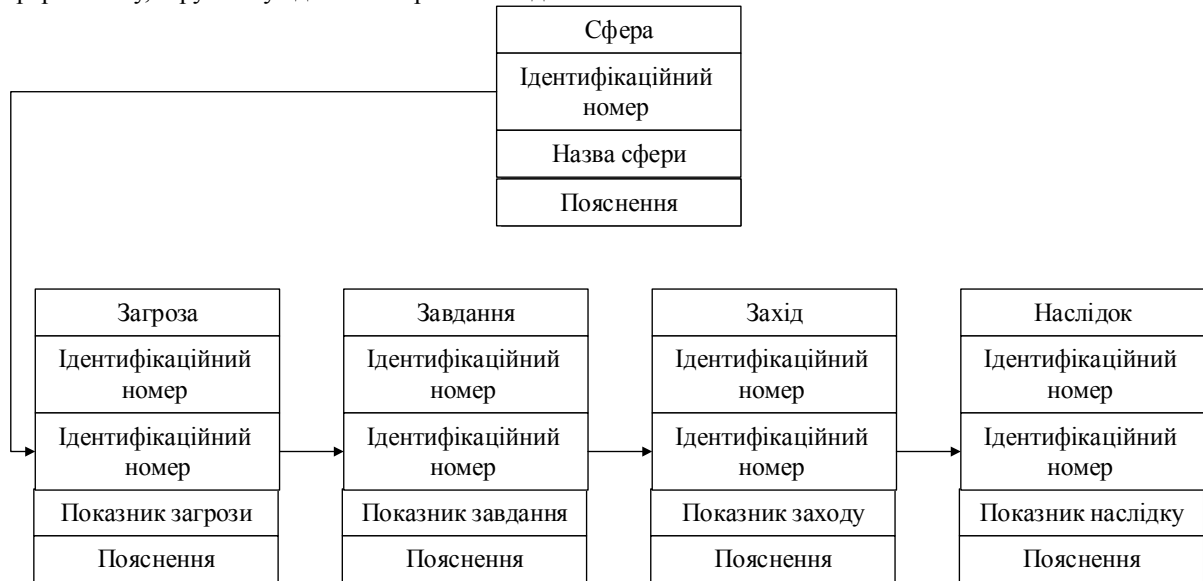 Сфера
Ідентифікаційний
номер
Назва сфери
Пояснення
Загроза
Ідентифікаційний
номер
Ідентифікаційний
номер
Показник загрози
Пояснення
Завдання
Ідентифікаційний
номер
Ідентифікаційний
номер
Показник завдання
Пояснення
Захід
Ідентифікаційний
номер
Ідентифікаційний
номер
Показник заходу
Пояснення
Наслідок
Ідентифікаційний
номер
Ідентифікаційний
номер
Показник наслідку
Пояснення